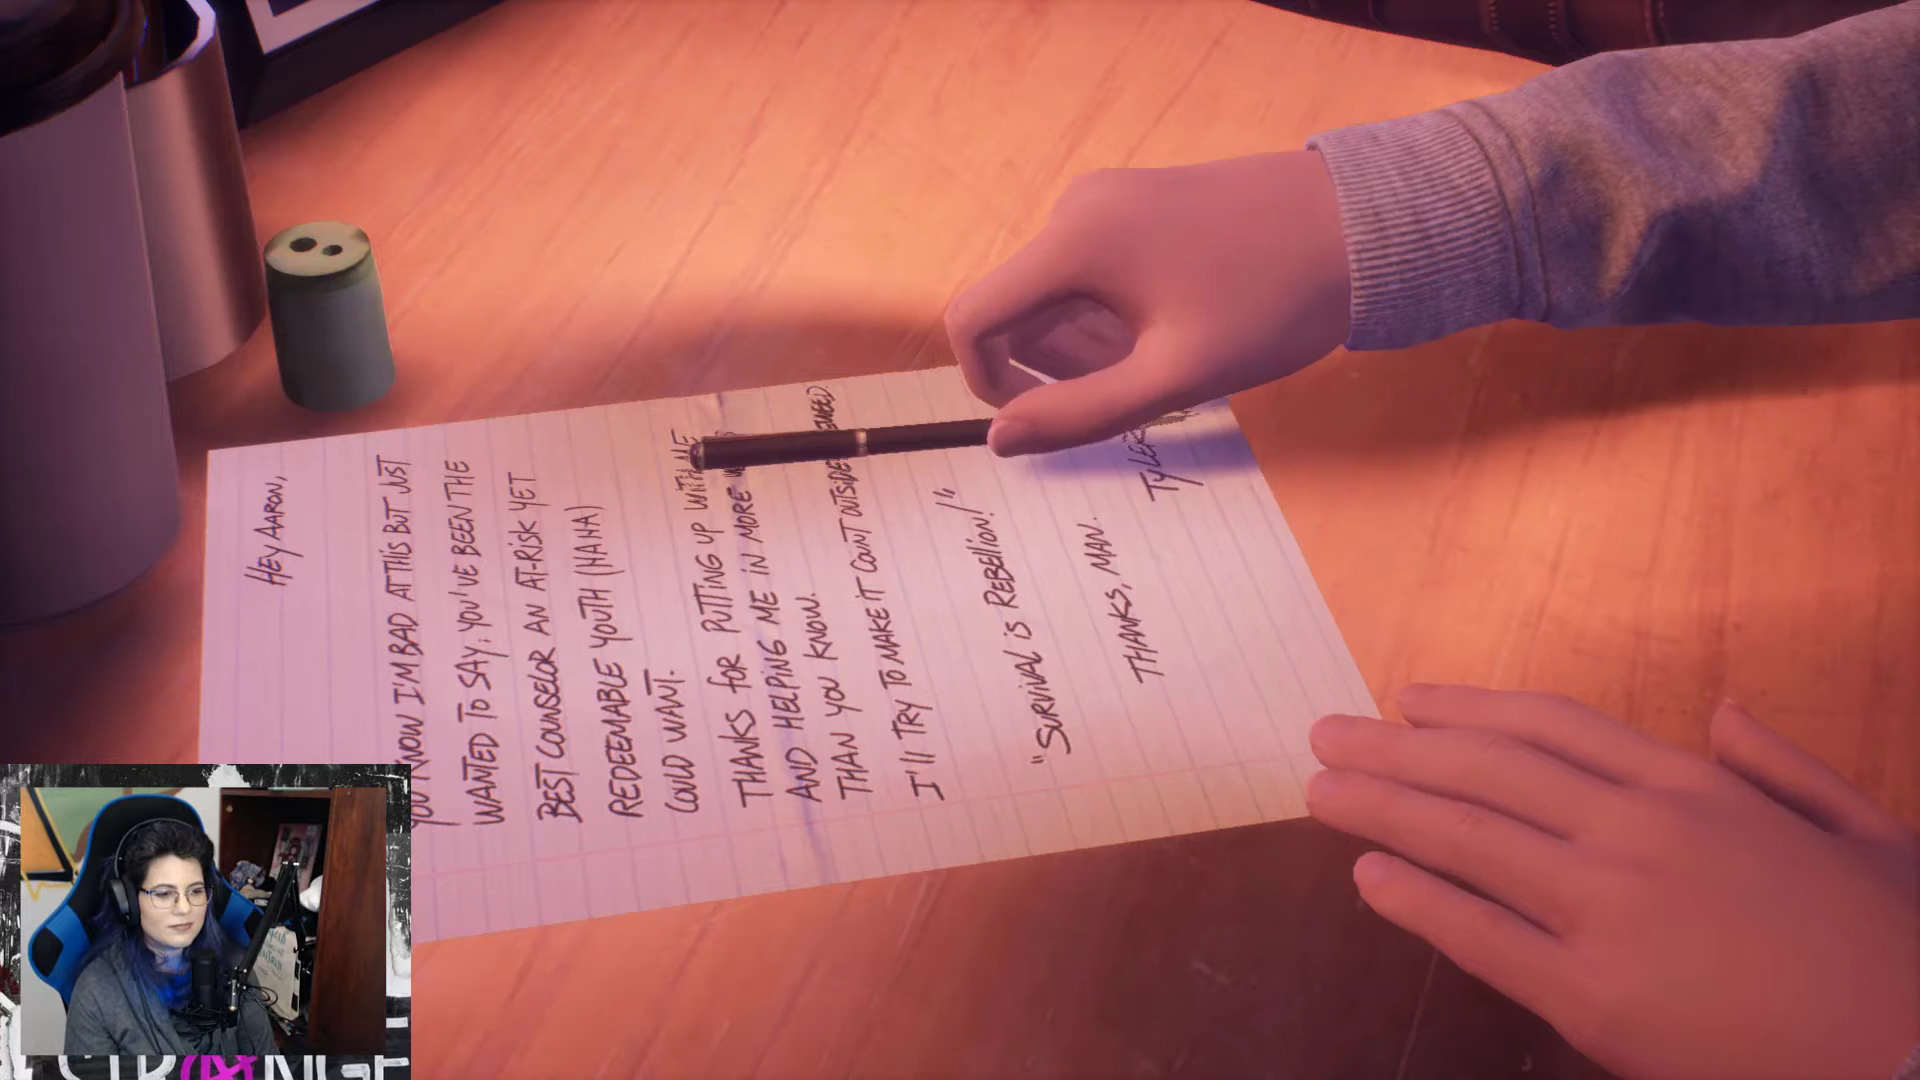 HEY AARON,
YOU KNOW I'M BAD AT THIS BUT JUST
WANTED TO SAY: YOU'VE BEEN THE
BEST COUNSELOR AN AT-RISK YET
REDEEMABLE YOUTH (HAHA)
COULD WANT.
THANKS FOR PUTTING UP WITH ME
AND HELPING ME IN MORE
THAN YOU KNOW.
I'll TRY TO MAKE IT COUNT OUTSIDE
"SURVIVAL iS REBELLION!"
THANKS, MAN.
TYLER